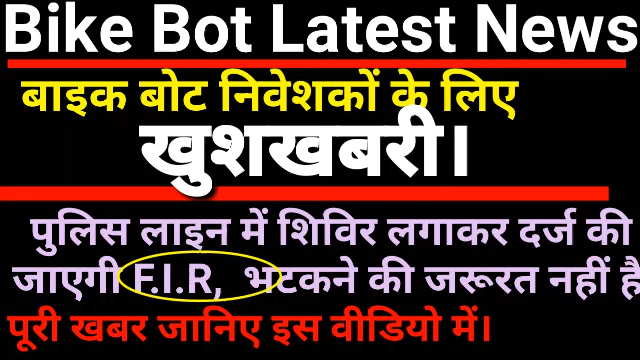 Bike Bot Latest News
बाइक बोट निवेशकों के लिए
खुशखबरी।
पुलिस लाइन में शिविर लगाकर दर्ज की
जाएगी F.I.R, भटकने की जरूरत नहीं है
पूरी खबर जानिए इस वीडियो में।